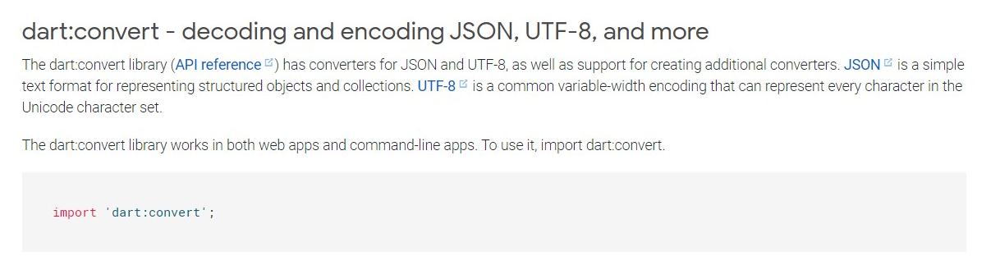 dart:convert - decoding and encoding JSON, UTF-8, and more
The dart:convert library (API reference) has converters for JSON and UTF-8, as well as support for creating additional converters. JSON is a simple
text format for representing structured objects and collections. UTF-8 is a common variable-width encoding that can represent every character in the
Unicode character set.
The dart:convert library works in both web apps and command-line apps. To use it, import dart:convert.
import 'dart:convert';